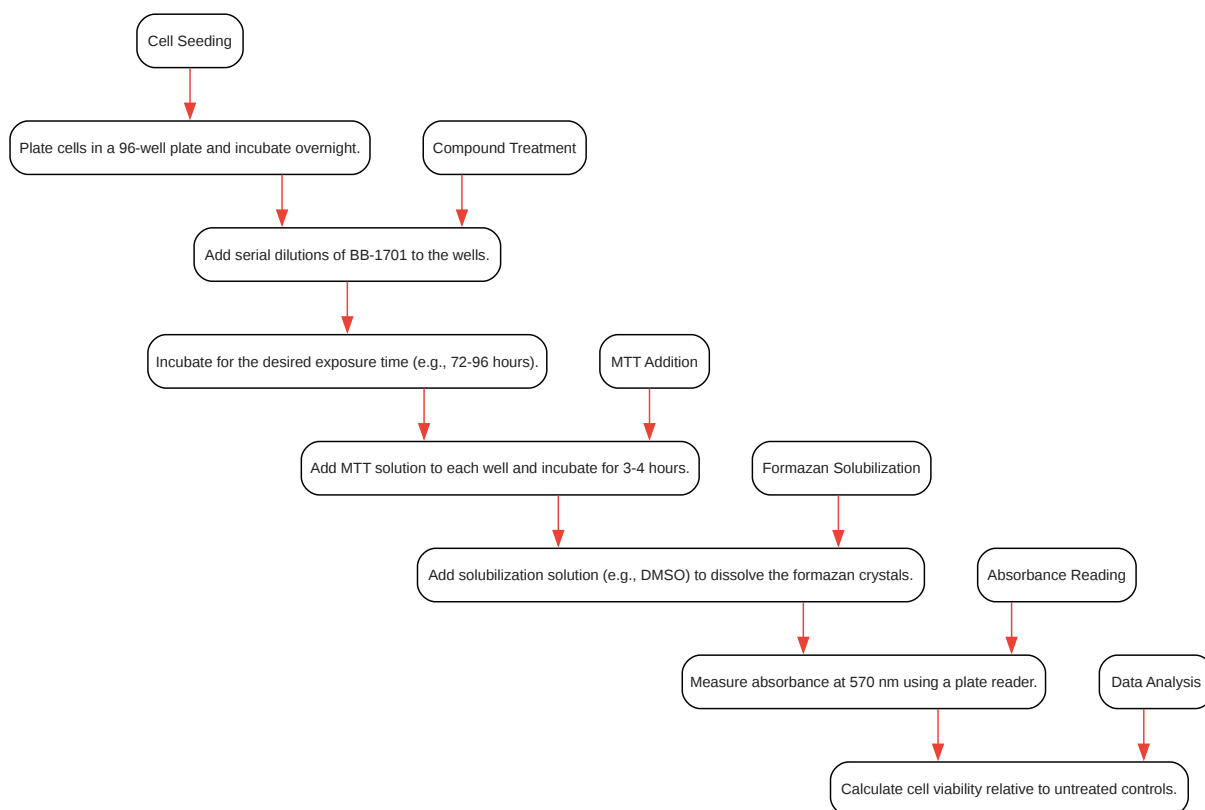 Cell Seeding
Plate cells in a 96-well plate and incubate overnight.
Compound Treatment
Add serial dilutions of BB-1701 to the wells.
Incubate for the desired exposure time (e.g., 72-96 hours).
MTT Addition
Add MTT solution to each well and incubate for 3-4 hours.
Formazan Solubilization
Add solubilization solution (e.g., DMSO) to dissolve the formazan crystals.
Absorbance Reading
Measure absorbance at 570 nm using a plate reader.
Data Analysis
Calculate cell viability relative to untreated controls.